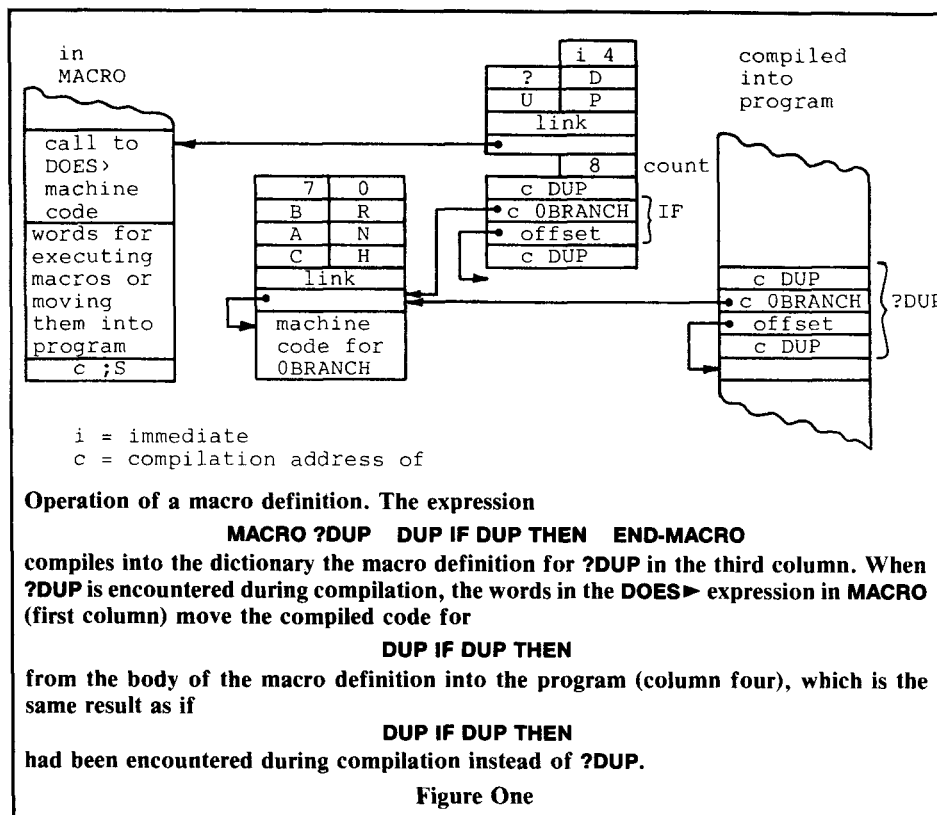 in
MACRO
call to
DOES>
machine
code
words for
executing
macros or
moving
them into
program
c ;S
7 0
B R
A N
C H
link
machine
code for
0BRANCH
i 4
? D
U P
link
8 count
c DUP
c 0BRANCH
offset
c DUP
IF
compiled
into
program
c DUP
c 0BRANCH
offset
c DUP
?DUP
i = immediate
c = compilation address of
Operation of a macro definition. The expression
MACRO ?DUP DUP IF DUP THEN END-MACRO
compiles into the dictionary the macro definition for ?DUP in the third column. When
?DUP is encountered during compilation, the words in the DOES► expression in MACRO
(first column) move the compiled code for
DUP IF DUP THEN
from the body of the macro definition into the program (column four), which is the
same result as if
DUP IF DUP THEN
had been encountered during compilation instead of ?DUP.
Figure One